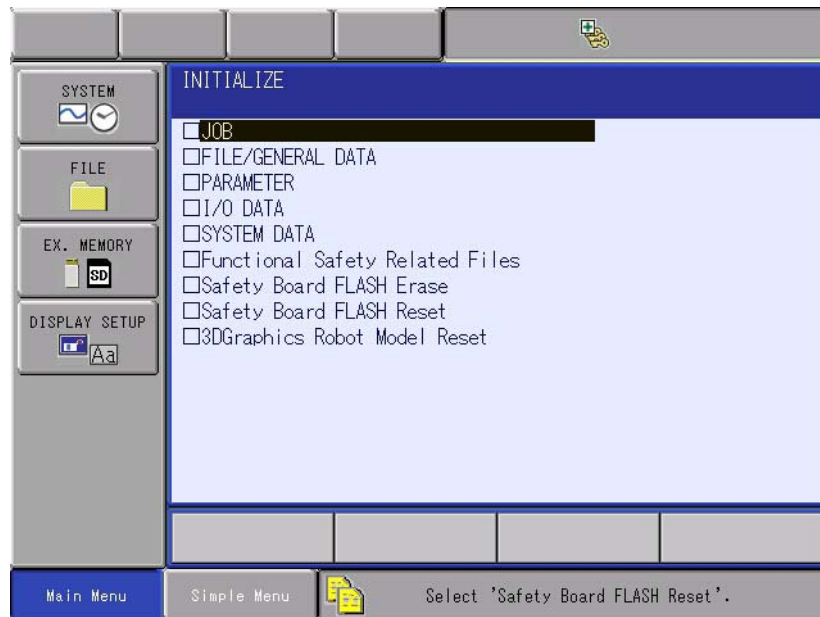 SYSTEM
FILE
EX. MEMORY
SD
DISPLAY SETUP
Aa
INITIALIZE
JOB
FILE/GENERAL DATA
PARAMETER
I/O DATA
SYSTEM DATA
Functional Safety Related Files
Safety Board FLASH Erase
Safety Board FLASH Reset
3DGraphics Robot Model Reset
Main Menu
Simple Menu
Select 'Safety Board FLASH Reset'.